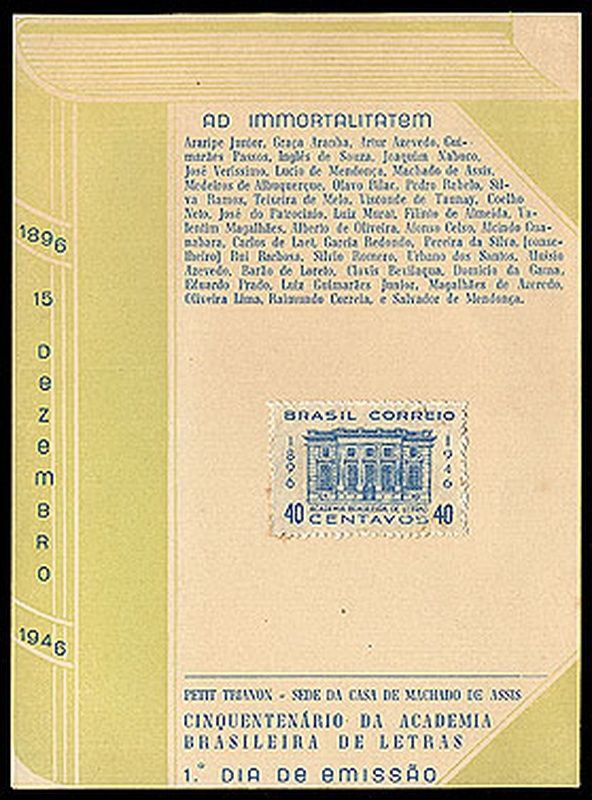 AD IMMORTALITATEM
Araripe Junior, Graça Aranha, Artur Azevedo, Gui-
marães Passos, Inglês de Souza, Joaquim Nabuco,
José Verissimo, Lucio de Mendonça, Machado de Assis,
Medeiros de Albuquerque, Olavo Bilac, Pedro Rabelo, Sil-
va Ramos, Teixeira de Melo, Visconde de Taunay, Coelho
Neto, José do Patrocinio, Luiz Murat, Filinto de Almeida, Va-
lentim Magalhães, Alberto de Oliveira, Afonso Celso, Alcindo Gua-
nabara, Carlos de Laet, Garcia Redondo, Pereira da Silva, [conse-
lheiro] Rui Barbosa, Silvio Romero, Urbano dos Santos, Aluisio
Azevedo, Barão de Loreto, Clovis Bevilaqua, Domicio da Gama,
Eduardo Prado, Luiz Guimarães Junior, Magalhães de Azeredo,
Oliveira Lima, Raimundo Correia, e Salvador de Mendonça.
1896
15
DEZEMBRO
1946
BRASIL CORREIO
1896
1946
ACADEMIA BRASILEIRA DE LETRAS
40 CENTAVOS 40
PETIT TRIANON - SEDE DA CASA DE MACHADO DE ASSIS
CINQUENTENÁRIO DA ACADEMIA
BRASILEIRA DE LETRAS
1.º DIA DE EMISSÃO